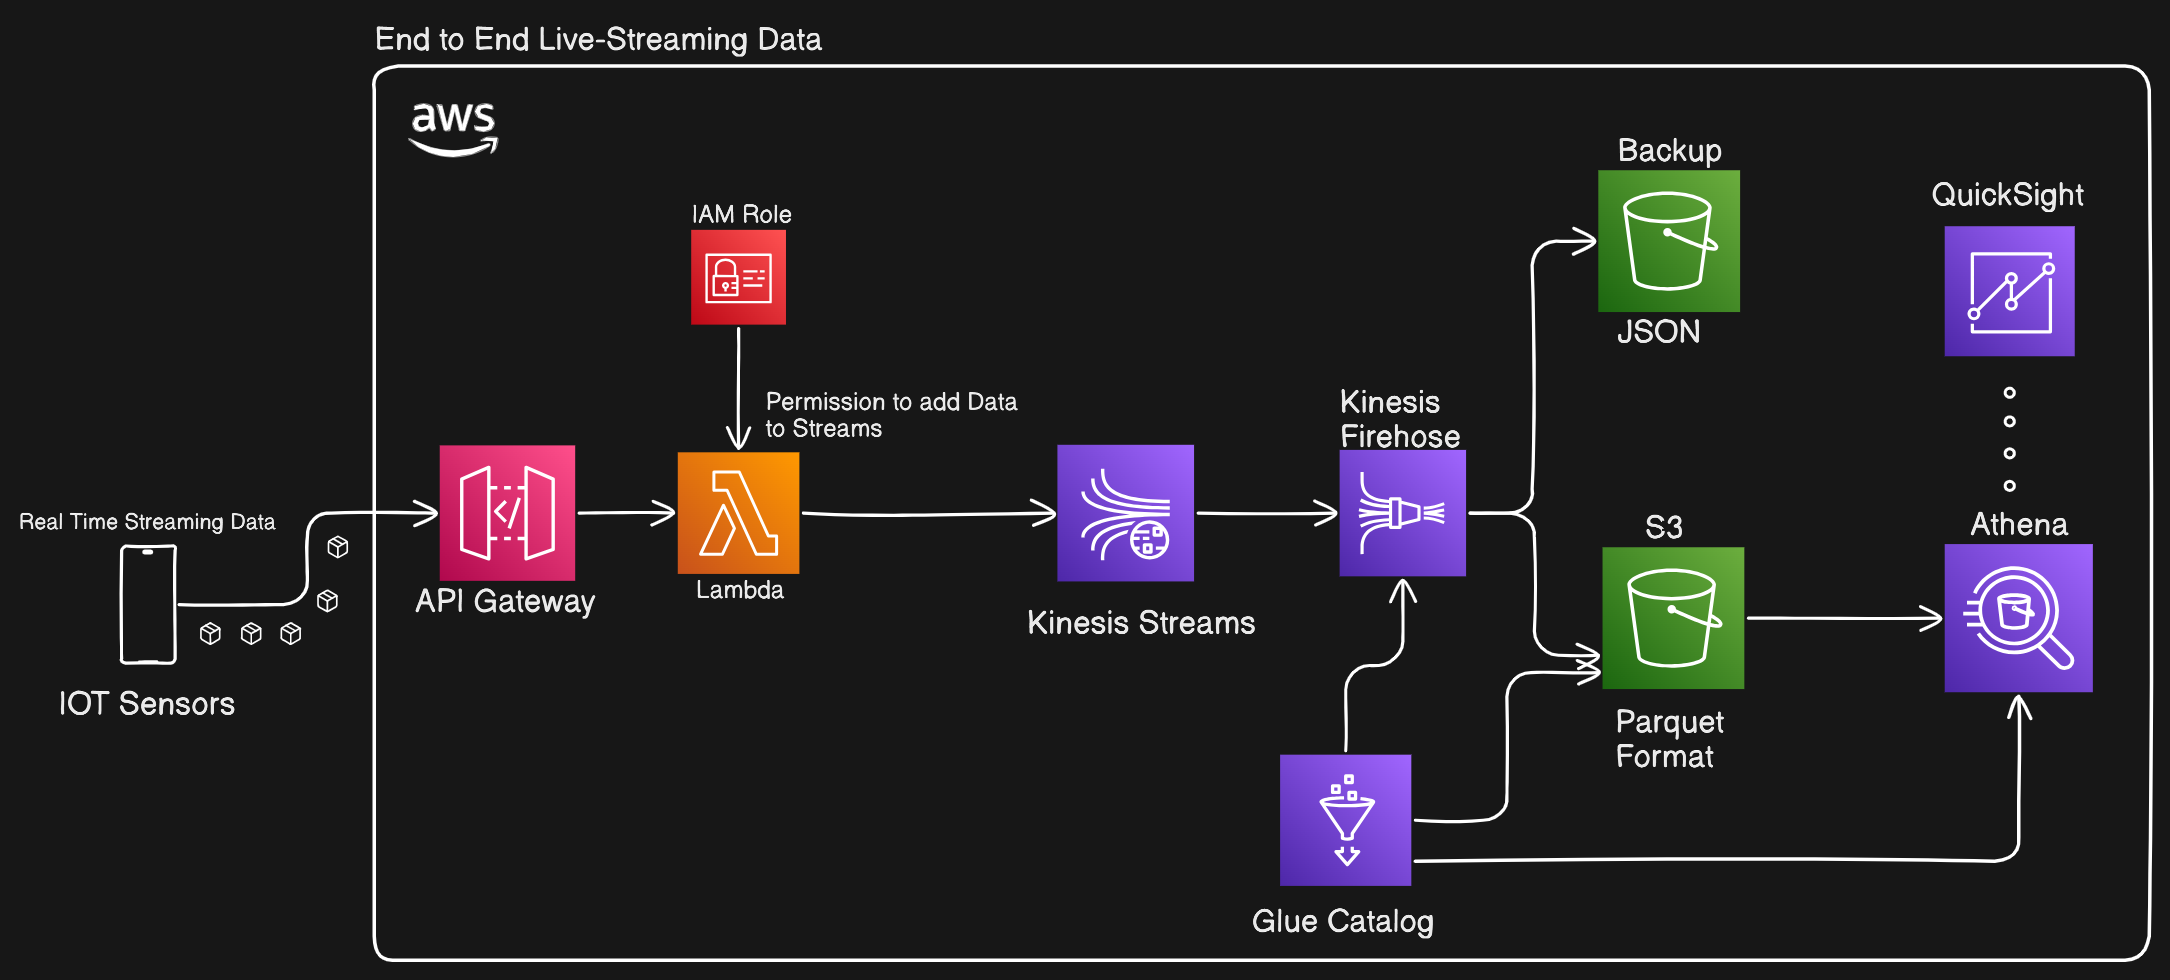 End to End Live-Streaming Data
aws
IAM Role
Permission to add Data
to Streams
Real Time Streaming Data
IOT Sensors
API Gateway
Lambda
Kinesis Streams
Kinesis
Firehose
Backup
JSON
S3
Parquet
Format
QuickSight
Athena
Glue Catalog